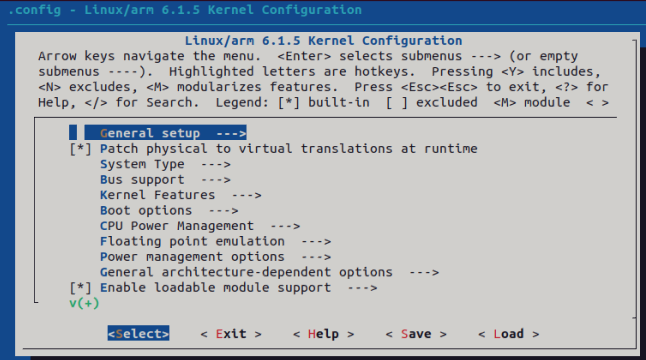 .config - Linux/arm 6.1.5 Kernel Configuration
Linux/arm 6.1.5 Kernel Configuration
Arrow keys navigate the menu.  <Enter> selects submenus ---> (or empty
submenus ----).  Highlighted letters are hotkeys.  Pressing <Y> includes,
<N> excludes, <M> modularizes features.  Press <Esc><Esc> to exit, <?> for
Help, </> for Search.  Legend: [*] built-in  [ ] excluded  <M> module  < >
General setup  --->
[*] Patch physical to virtual translations at runtime
System Type  --->
Bus support  --->
Kernel Features  --->
Boot options  --->
CPU Power Management  --->
Floating point emulation  --->
Power management options  --->
General architecture-dependent options  --->
[*] Enable loadable module support  --->
v(+)
<Select>    < Exit >    < Help >    < Save >    < Load >